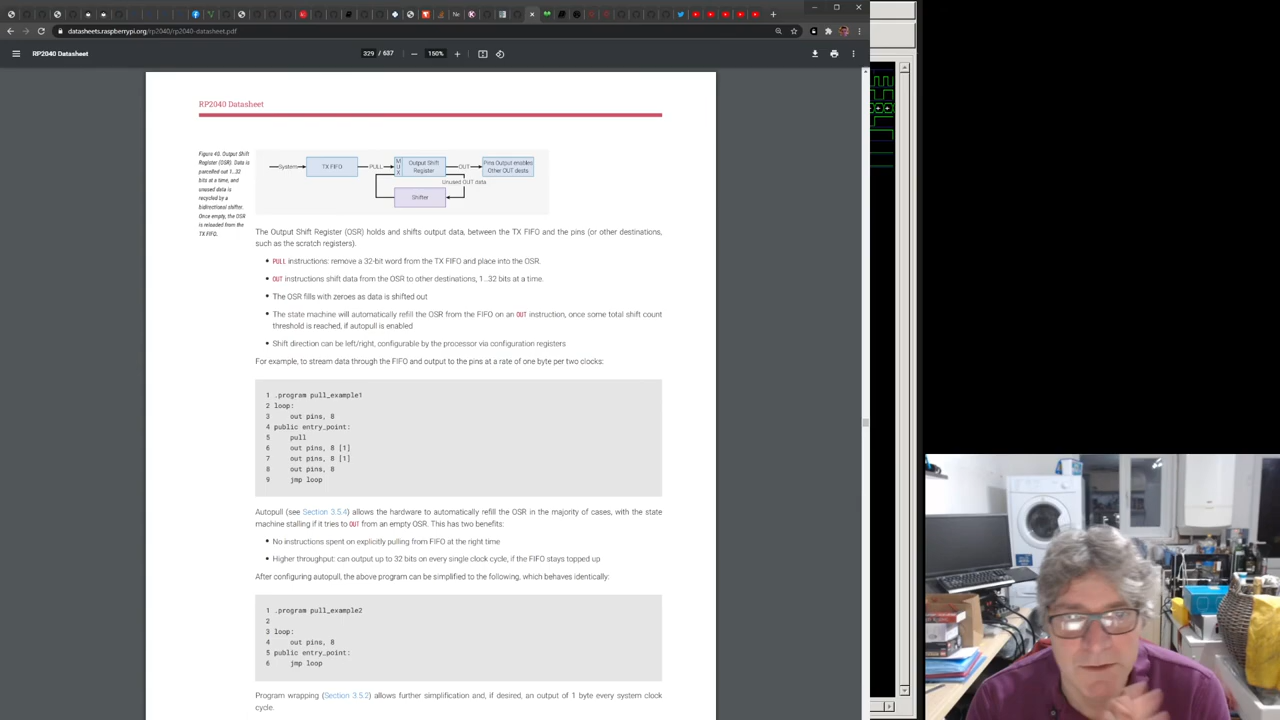 datasheets.raspberrypi.org/rp2040/rp2040-datasheet.pdf
RP2040 Datasheet
329 / 637
150%
RP2040 Datasheet
Figure 40. Output Shift
Register (OSR). Data is
parcelled out 1...32
bits at a time, and
unused data is
recycled by a
bidirectional shifter.
Once empty, the OSR
is reloaded from the
TX FIFO.
System
TX FIFO
PULL
M
U
X
Output Shift
Register
OUT
Pins Output enables
Other OUT dests
Unused OUT data
Shifter
The Output Shift Register (OSR) holds and shifts output data, between the TX FIFO and the pins (or other destinations,
such as the scratch registers).
• PULL instructions: remove a 32-bit word from the TX FIFO and place into the OSR.
• OUT instructions shift data from the OSR to other destinations, 1...32 bits at a time.
• The OSR fills with zeroes as data is shifted out
• The state machine will automatically refill the OSR from the FIFO on an OUT instruction, once some total shift count
threshold is reached, if autopull is enabled
• Shift direction can be left/right, configurable by the processor via configuration registers
For example, to stream data through the FIFO and output to the pins at a rate of one byte per two clocks:
1 .program pull_example1
2 loop:
3 out pins, 8
4 public entry_point:
5 pull
6 out pins, 8 [1]
7 out pins, 8 [1]
8 out pins, 8
9 jmp loop
Autopull (see Section 3.5.4) allows the hardware to automatically refill the OSR in the majority of cases, with the state
machine stalling if it tries to OUT from an empty OSR. This has two benefits:
• No instructions spent on explicitly pulling from FIFO at the right time
• Higher throughput: can output up to 32 bits on every single clock cycle, if the FIFO stays topped up
After configuring autopull, the above program can be simplified to the following, which behaves identically:
1 .program pull_example2
2
3 loop:
4 out pins, 8
5 public entry_point:
6 jmp loop
Program wrapping (Section 3.5.2) allows further simplification and, if desired, an output of 1 byte every system clock
cycle.